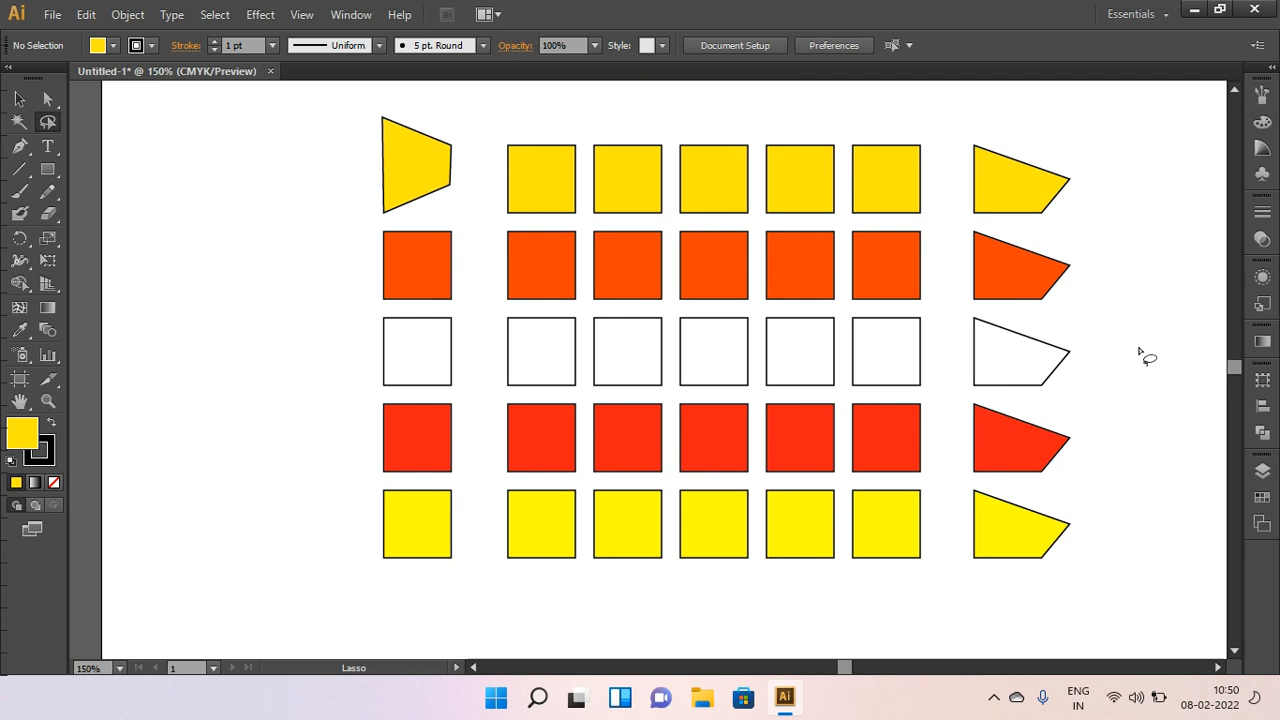 Ai File Edit Object Type Select Effect View Window Help Essentials
No Selection Stroke: 1 pt Uniform 5 pt. Round Opacity: 100% Style: Document Setup Preferences
Untitled-1* @ 150% (CMYK/Preview)
T
150% 1 Lasso
Ai ENG
IN 10:50
08-02-2022